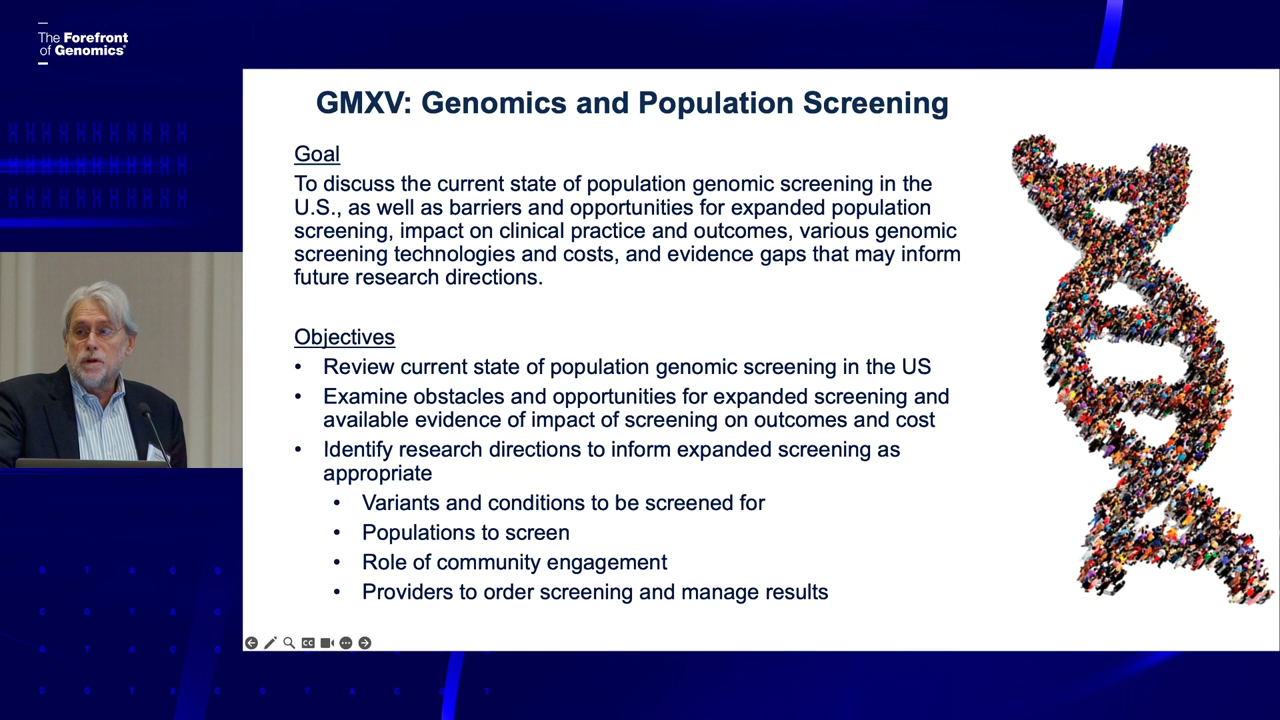 The Forefront
of Genomics®
GMXV: Genomics and Population Screening
Goal
To discuss the current state of population genomic screening in the
U.S., as well as barriers and opportunities for expanded population
screening, impact on clinical practice and outcomes, various genomic
screening technologies and costs, and evidence gaps that may inform
future research directions.
Objectives
• Review current state of population genomic screening in the US
• Examine obstacles and opportunities for expanded screening and
available evidence of impact of screening on outcomes and cost
• Identify research directions to inform expanded screening as
appropriate
• Variants and conditions to be screened for
• Populations to screen
• Role of community engagement
• Providers to order screening and manage results
CC